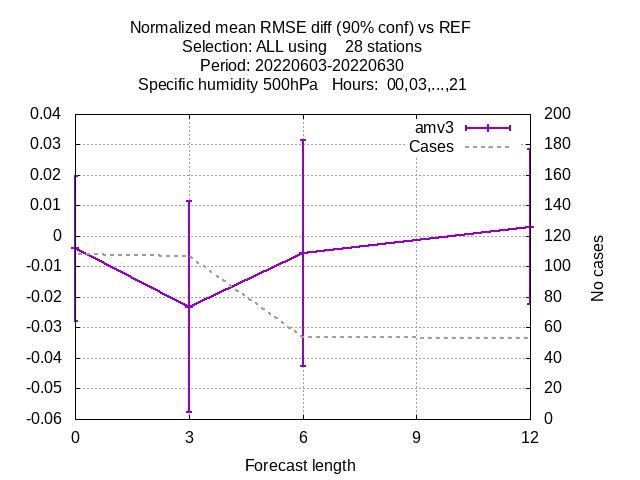 Normalized mean RMSE diff (90% conf) vs REF
Selection: ALL using    28 stations
Period: 20220603-20220630
Specific humidity 500hPa   Hours:  00,03,...,21
amv3
Cases
0.04
0.03
0.02
0.01
0
-0.01
-0.02
-0.03
-0.04
-0.05
-0.06
200
180
160
140
120
100
80
60
40
20
0
No cases
0 3 6 9 12
Forecast length